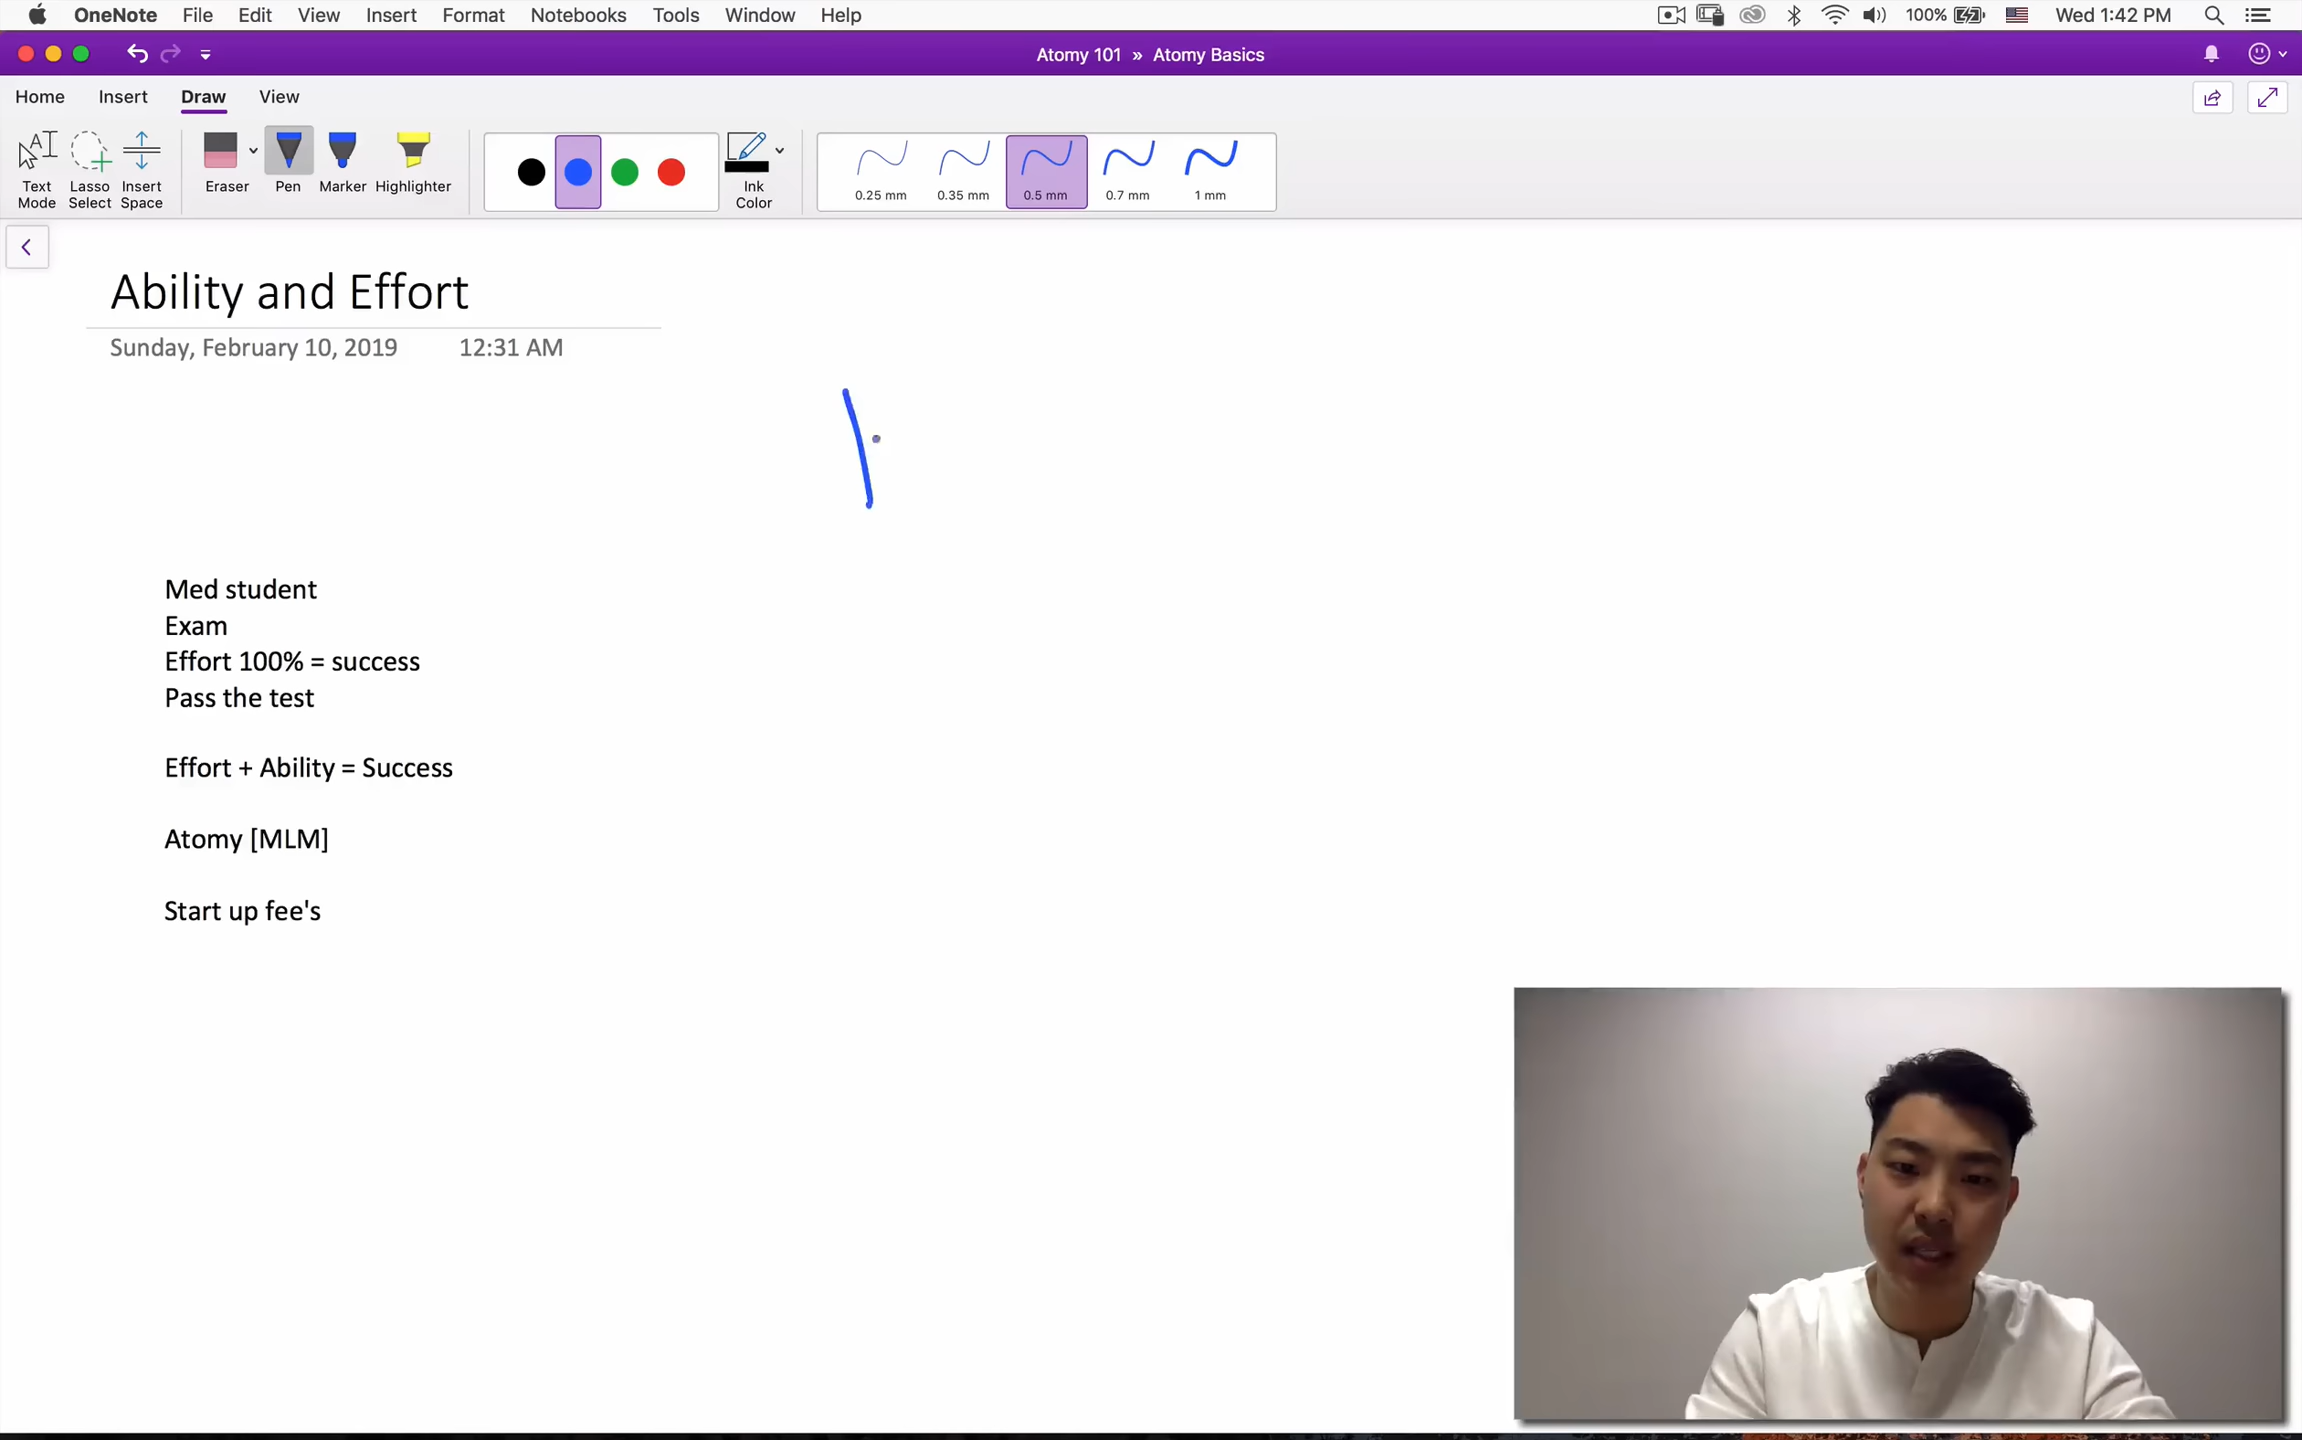 OneNote File Edit View Insert Format Notebooks Tools Window Help 100% Wed 1:42 PM
Atomy 101 » Atomy Basics
Home Insert Draw View
Text Mode Lasso Select Insert Space Eraser Pen Marker Highlighter Ink Color 0.25 mm 0.35 mm 0.5 mm 0.7 mm 1 mm
Ability and Effort
Sunday, February 10, 2019 12:31 AM
Med student
Exam
Effort 100% = success
Pass the test
Effort + Ability = Success
Atomy [MLM]
Start up fee's